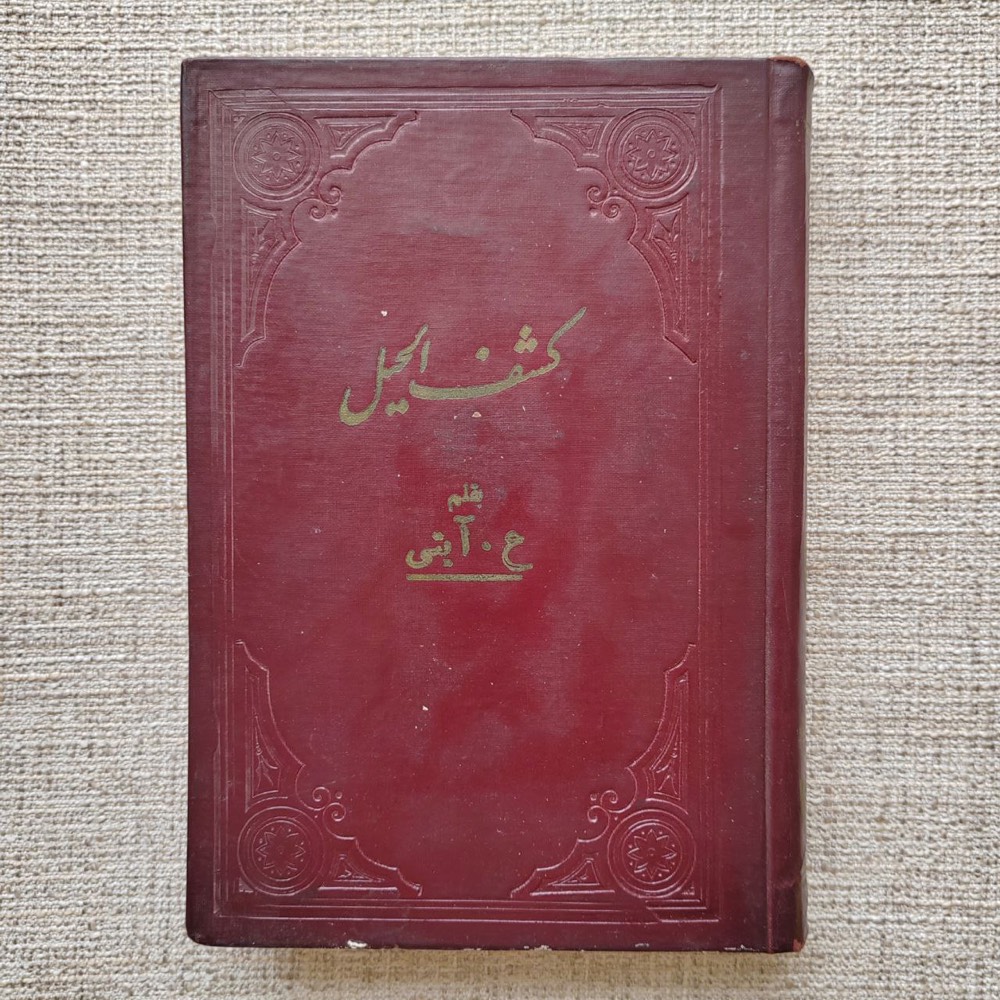 کشف الحیل
بقلم
ع . آیتی